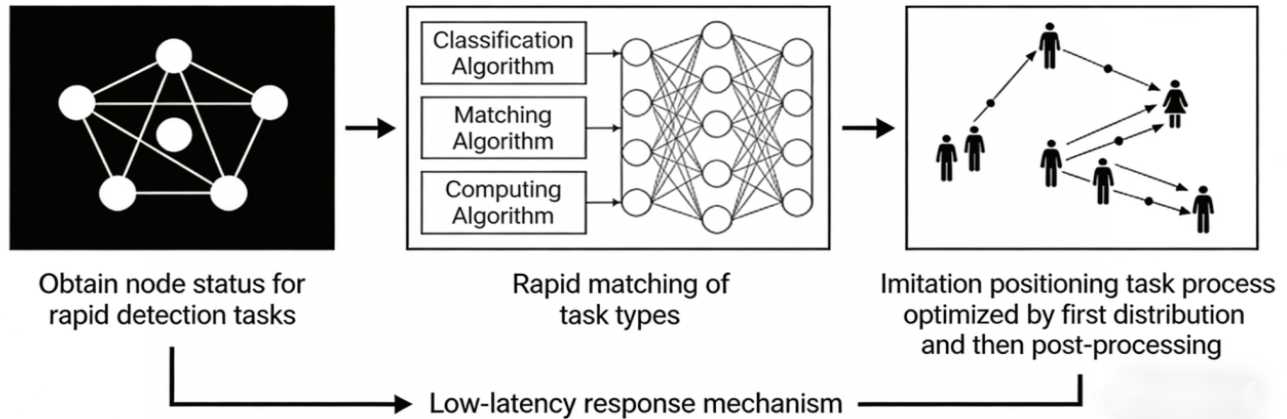 Classification
Algorithm
Matching
Algorithm
Computing
Algorithm
Obtain node status for
rapid detection tasks
Rapid matching of
task types
Imitation positioning task process
optimized by first distribution
and then post-processing
Low-latency response mechanism